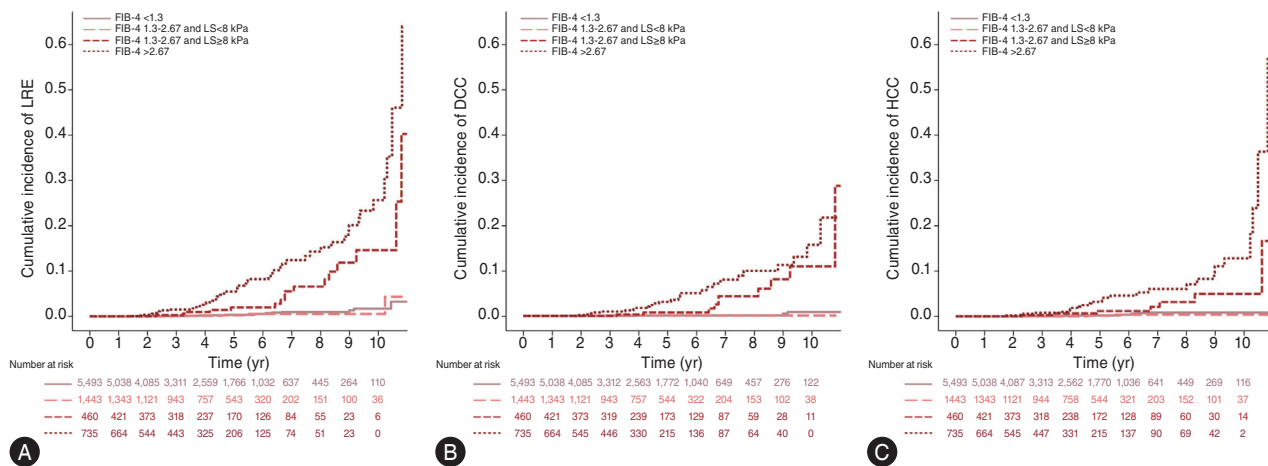 FIB-4 <1.3
FIB-4 1.3-2.67 and LS<8 kPa
FIB-4 1.3-2.67 and LS≥8 kPa
FIB-4 >2.67
Cumulative incidence of LRE
0.6
0.5
0.4
0.3
0.2
0.1
0.0
0 1 2 3 4 5 6 7 8 9 10
Time (yr)
Number at risk
5,493 5,038 4,085 3,311 2,559 1,766 1,032 637 445 264 110
1,443 1,343 1,121 943 757 543 320 202 151 100 36
460 421 373 318 237 170 126 84 55 23 6
735 664 544 443 325 206 125 74 51 23 0
A
FIB-4 <1.3
FIB-4 1.3-2.67 and LS<8 kPa
FIB-4 1.3-2.67 and LS≥8 kPa
FIB-4 >2.67
Cumulative incidence of DCC
0.6
0.5
0.4
0.3
0.2
0.1
0.0
0 1 2 3 4 5 6 7 8 9 10
Time (yr)
Number at risk
5,493 5,038 4,085 3,312 2,563 1,772 1,040 649 457 276 122
1,443 1,343 1,121 943 757 544 322 204 153 102 38
460 421 373 319 239 173 129 87 59 28 11
735 664 545 446 330 215 136 87 64 40 0
B
FIB-4 <1.3
FIB-4 1.3-2.67 and LS<8 kPa
FIB-4 1.3-2.67 and LS≥8 kPa
FIB-4 >2.67
Cumulative incidence of HCC
0.6
0.5
0.4
0.3
0.2
0.1
0.0
0 1 2 3 4 5 6 7 8 9 10
Time (yr)
Number at risk
5,493 5,038 4,087 3,313 2,562 1,770 1,036 641 449 269 116
1443 1343 1121 944 758 544 321 203 152 101 37
460 421 373 318 238 172 128 89 60 30 14
735 664 545 447 331 215 137 90 69 42 2
C